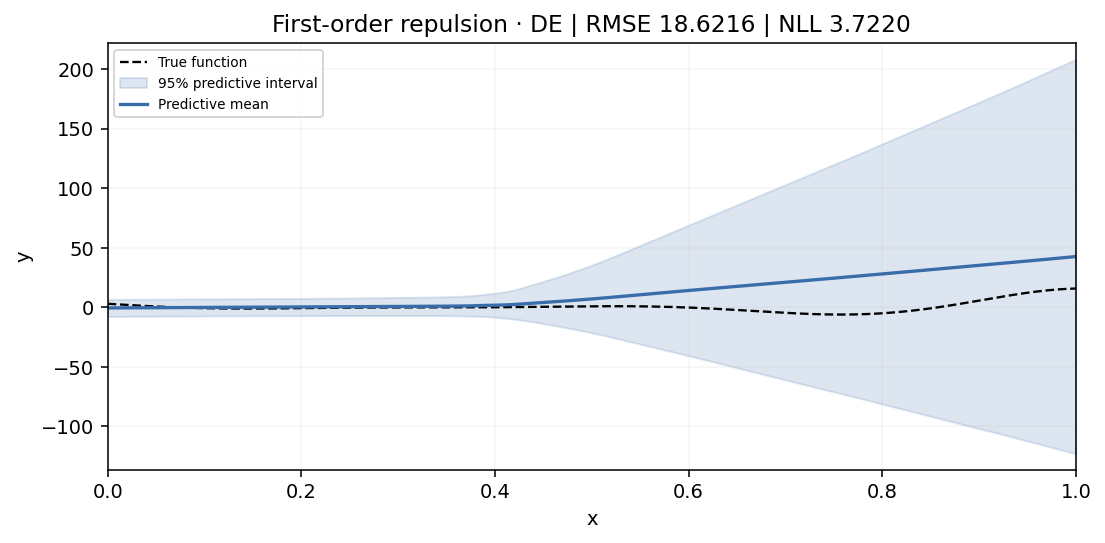 First-order repulsion · DE | RMSE 18.6216 | NLL 3.7220
True function
95% predictive interval
Predictive mean
y
200
150
100
50
0
−50
−100
0.0 0.2 0.4 0.6 0.8 1.0
x